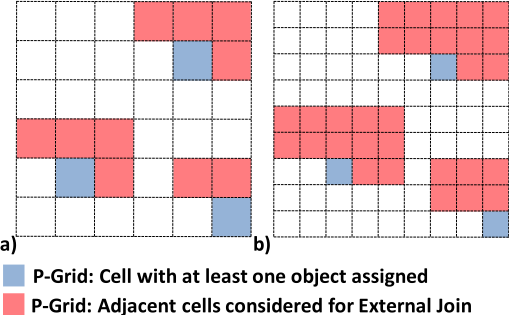 a)
b)
P-Grid: Cell with at least one object assigned
P-Grid: Adjacent cells considered for External Join